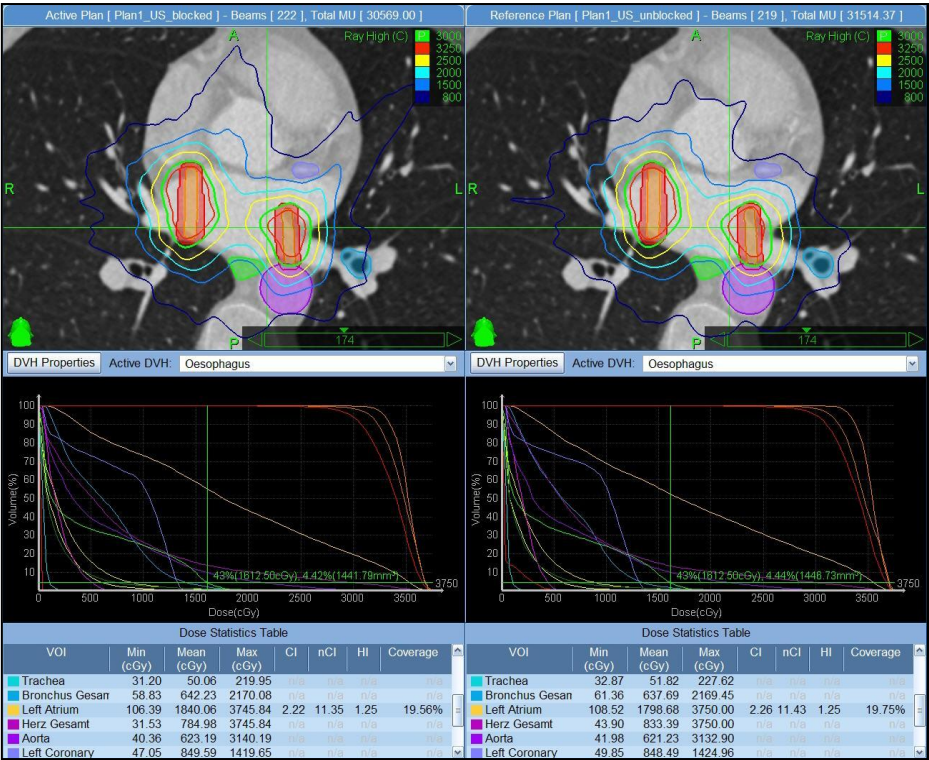 Active Plan [ Plan1_US_blocked ] - Beams [ 222 ], Total MU [ 30569.00 ]
A
Ray High (C) P 3000
3250
2500
2000
1500
800
R
L
P
174
DVH Properties Active DVH: Oesophagus
Volume(%)
100
90
80
70
60
50
40
30
20
10
43%(1612.50cGy), 4.42%(1441.79mm³)
3750
0 500 1000 1500 2000 2500 3000 3500
Dose(cGy)
Dose Statistics Table
VOI Min (cGy) Mean (cGy) Max (cGy) CI nCI HI Coverage
Trachea 31.20 50.06 219.95 n/a n/a n/a n/a
Bronchus Gesan 58.83 642.23 2170.08 n/a n/a n/a n/a
Left Atrium 106.39 1840.06 3745.84 2.22 11.35 1.25 19.56%
Herz Gesamt 31.53 784.98 3745.84 n/a n/a n/a n/a
Aorta 40.36 623.19 3140.19 n/a n/a n/a n/a
Left Coronary 47.05 849.59 1419.65 n/a n/a n/a n/a
Reference Plan [ Plan1_US_unblocked ] - Beams [ 219 ], Total MU [ 31514.37 ]
A
Ray High (C) P 3000
3250
2500
2000
1500
800
R
L
P
174
DVH Properties Active DVH: Oesophagus
Volume(%)
100
90
80
70
60
50
40
30
20
10
43%(1612.50cGy), 4.44%(1446.73mm³)
3750
0 500 1000 1500 2000 2500 3000 3500
Dose(cGy)
Dose Statistics Table
VOI Min (cGy) Mean (cGy) Max (cGy) CI nCI HI Coverage
Trachea 32.87 51.82 227.62 n/a n/a n/a n/a
Bronchus Gesan 61.36 637.69 2169.45 n/a n/a n/a n/a
Left Atrium 108.52 1798.68 3750.00 2.26 11.43 1.25 19.75%
Herz Gesamt 43.90 833.39 3750.00 n/a n/a n/a n/a
Aorta 41.98 621.23 3132.90 n/a n/a n/a n/a
Left Coronary 49.85 848.49 1424.96 n/a n/a n/a n/a